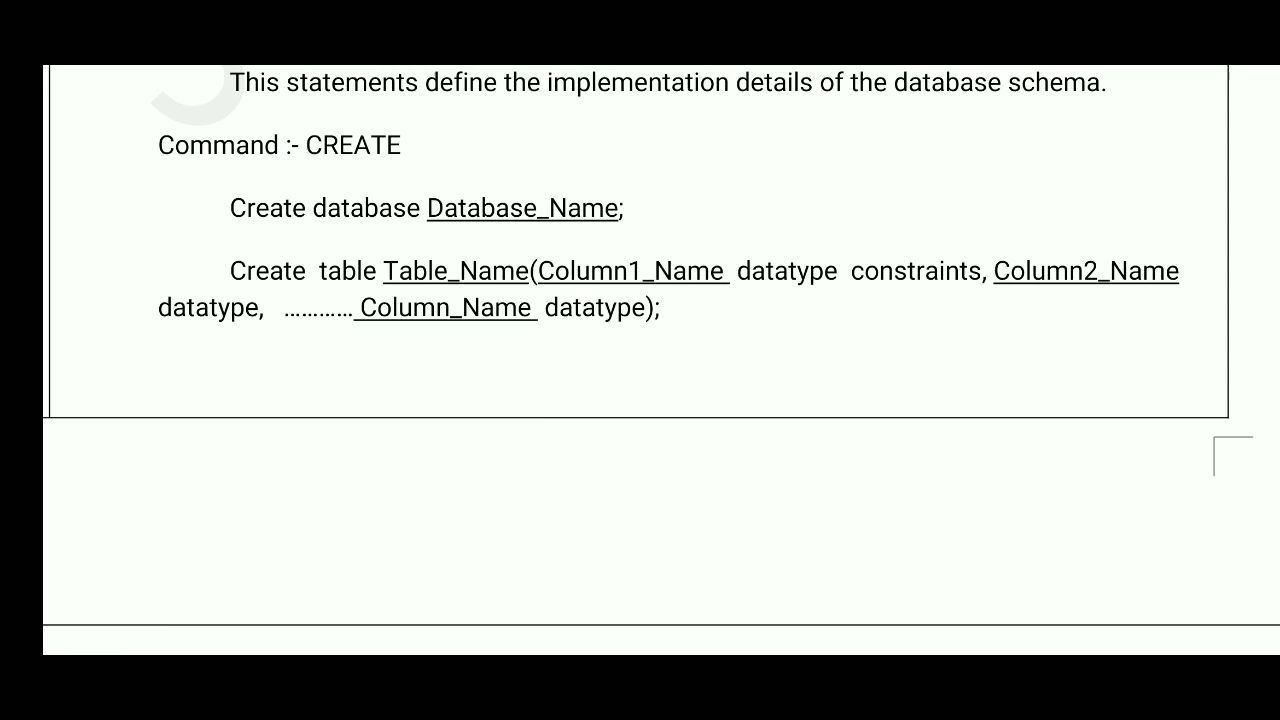 This statements define the implementation details of the database schema.
Command :- CREATE
Create database Database_Name;
Create table Table_Name(Column1_Name datatype constraints, Column2_Name
datatype, ………… Column_Name datatype);